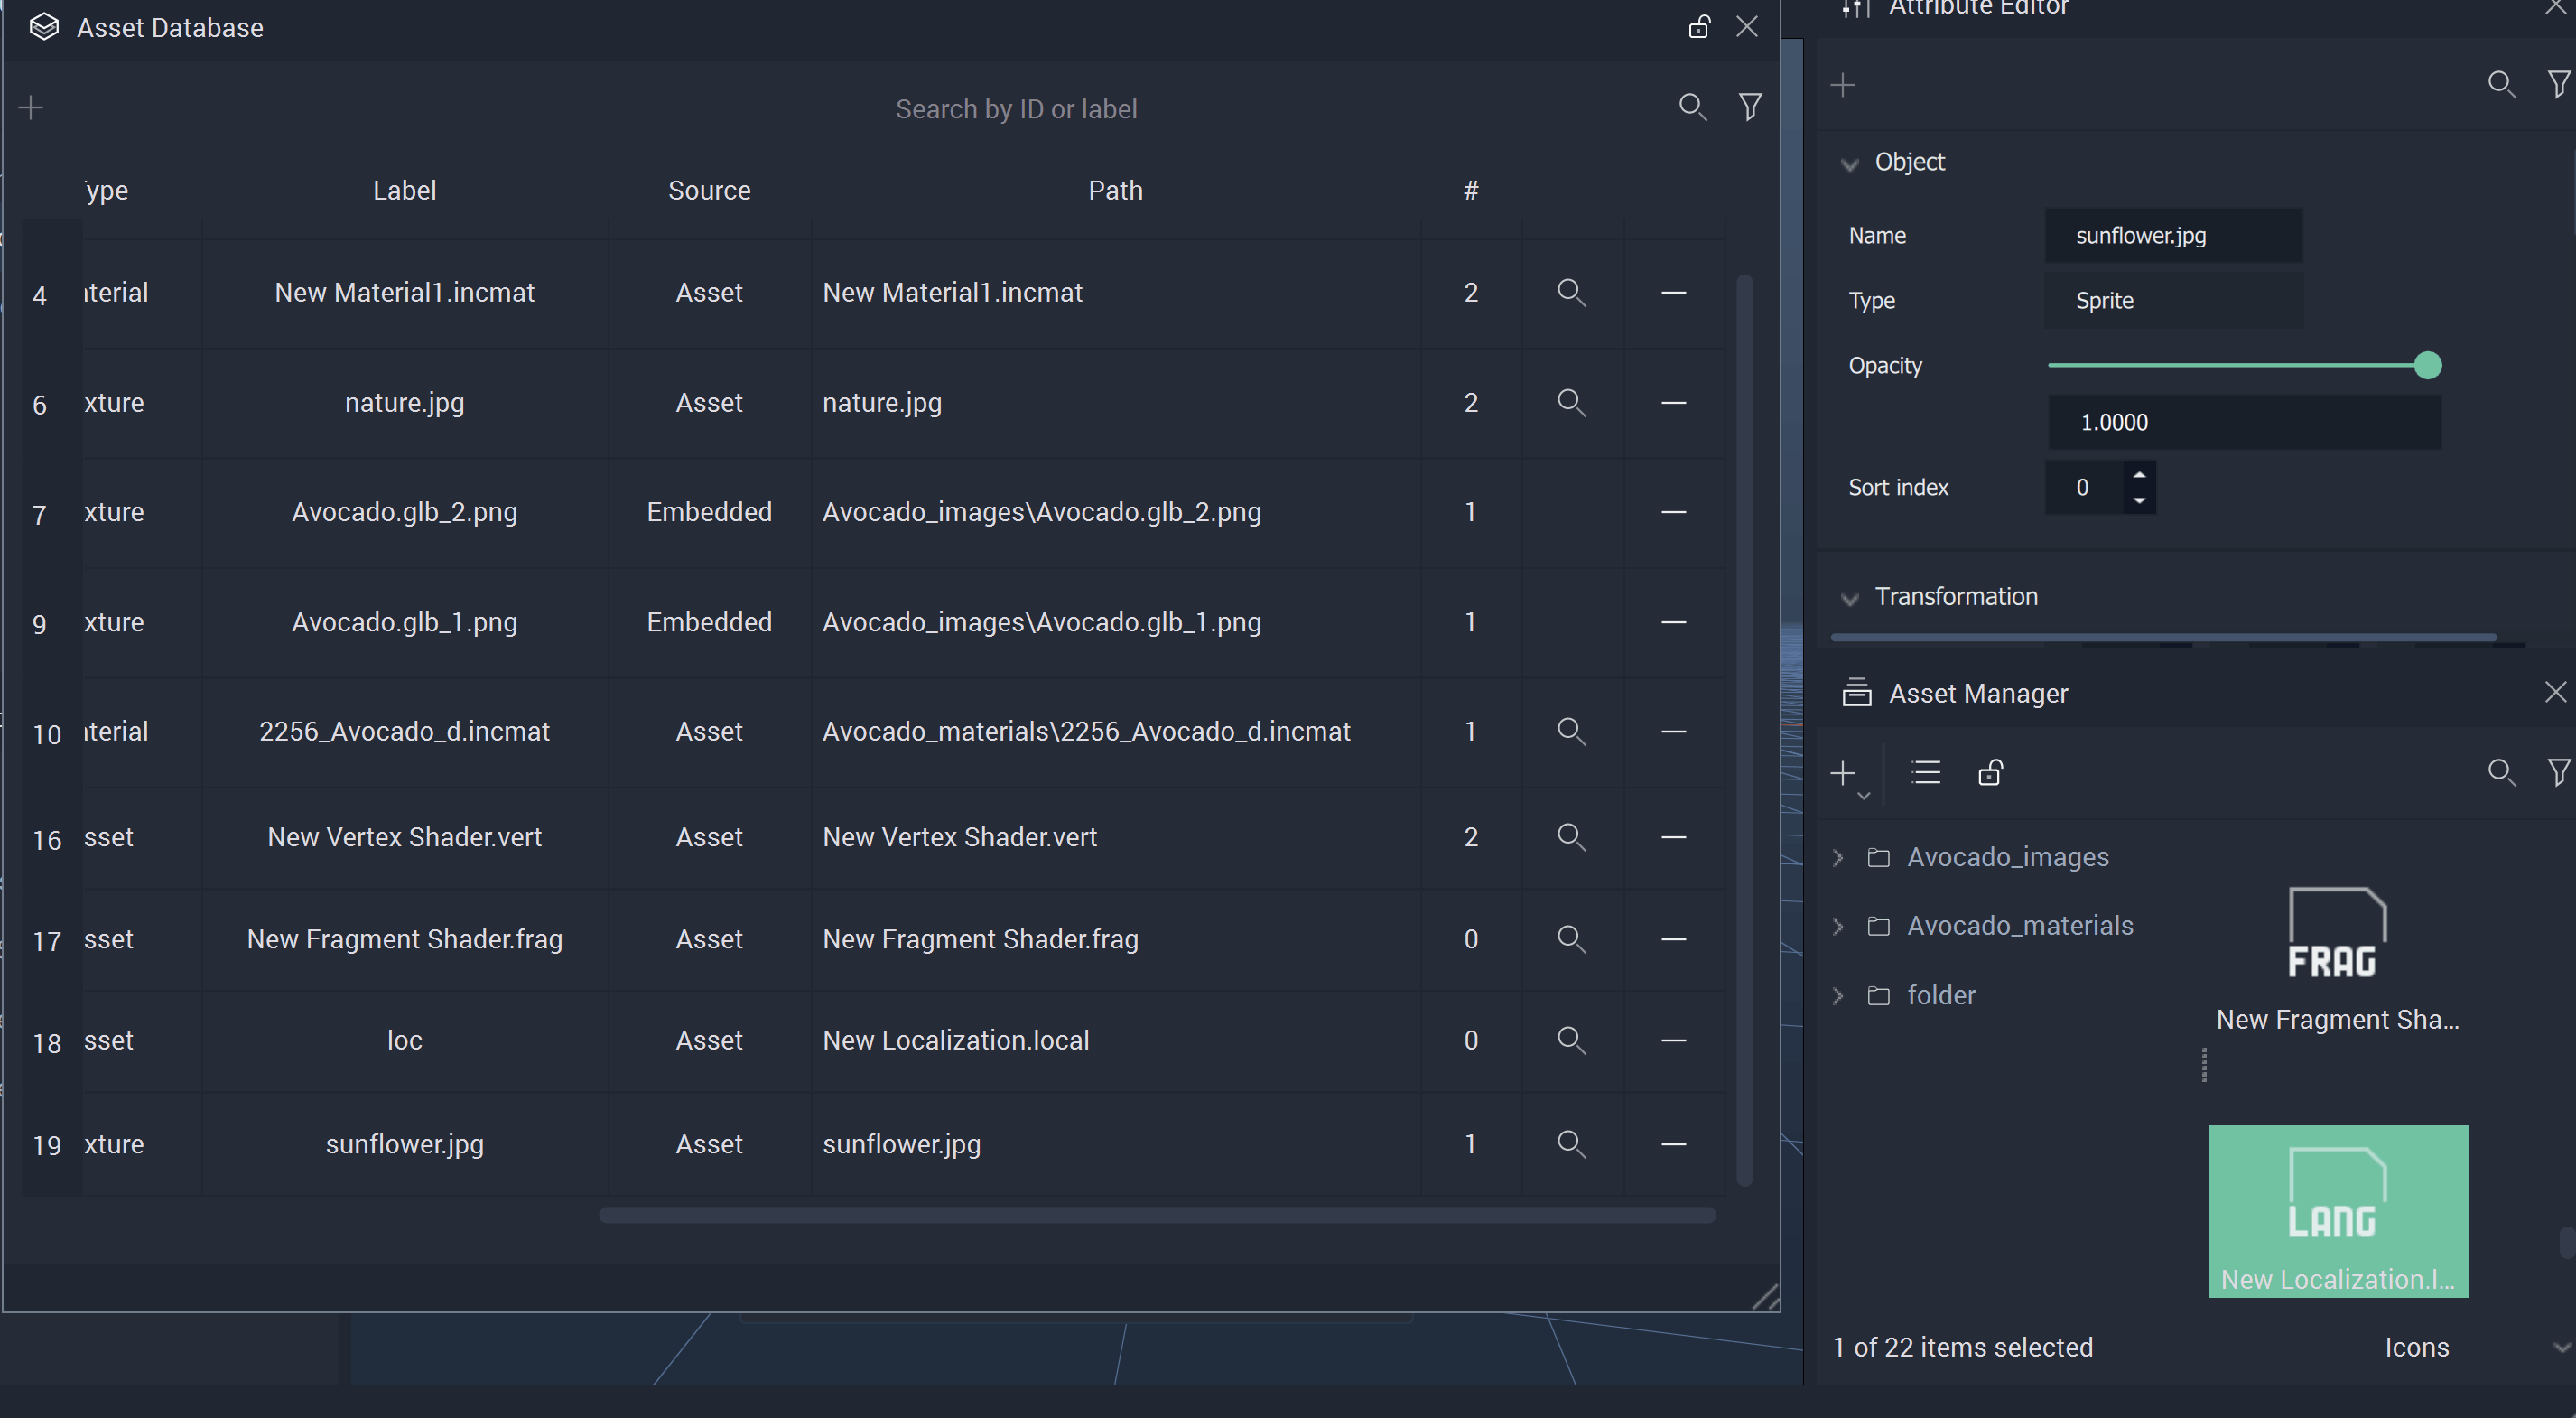 Asset Database
Search by ID or label
Type Label Source Path #
4 aterial New Material1.incmat Asset New Material1.incmat 2
6 xture nature.jpg Asset nature.jpg 2
7 xture Avocado.glb_2.png Embedded Avocado_images\Avocado.glb_2.png 1
9 xture Avocado.glb_1.png Embedded Avocado_images\Avocado.glb_1.png 1
10 aterial 2256_Avocado_d.incmat Asset Avocado_materials\2256_Avocado_d.incmat 1
16 sset New Vertex Shader.vert Asset New Vertex Shader.vert 2
17 sset New Fragment Shader.frag Asset New Fragment Shader.frag 0
18 sset loc Asset New Localization.local 0
19 xture sunflower.jpg Asset sunflower.jpg 1
Attribute Editor
Object
Name sunflower.jpg
Type Sprite
Opacity
1.0000
Sort index 0
Transformation
Asset Manager
Avocado_images
Avocado_materials
folder
FRAG
New Fragment Sha...
LANG
New Localization.l...
1 of 22 items selected Icons